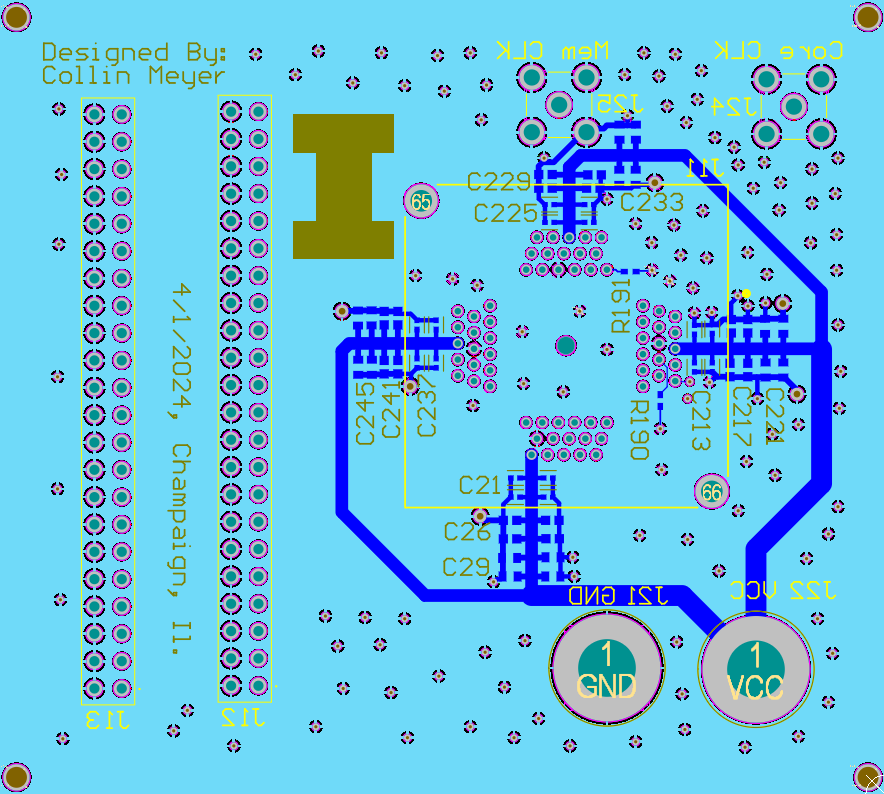 Designed By:
Collin Meyer
Mem CLK
Core CLK
J25
J24
J11
C229
C225
C233
65
R191
C245
C241
C237
R190
C213
C217
C221
4/1/2024, Champaign, Il.
C21
66
C26
C29
GND
J21
VCC
J22
1
GND
1
VCC
J13
J12